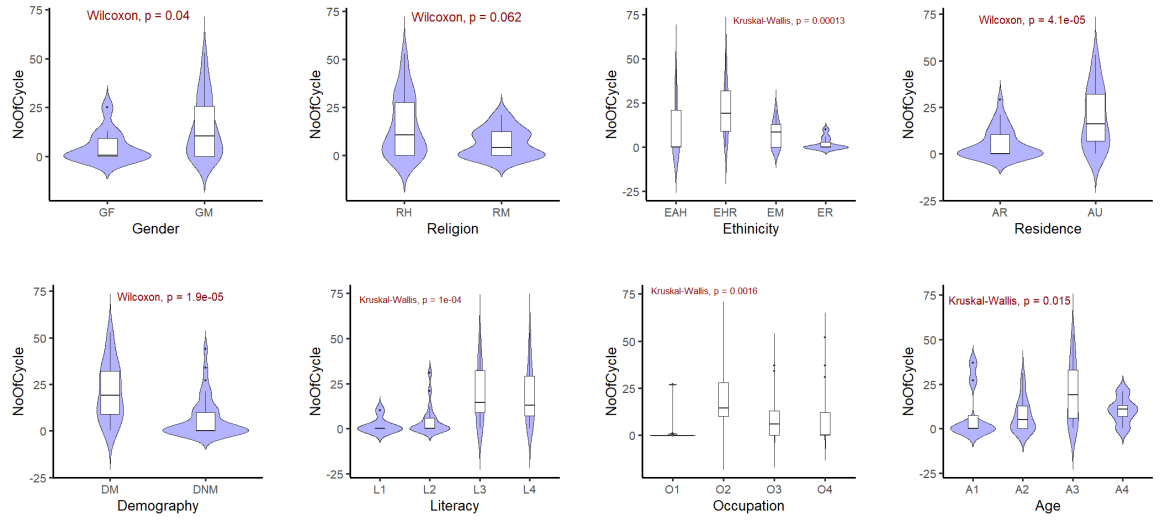 Wilcoxon, p = 0.04
75
50
25
0
NoOfCycle
GF GM
Gender
Wilcoxon, p = 0.062
75
50
25
0
NoOfCycle
RH RM
Religion
Kruskal-Wallis, p = 0.00013
75
50
25
0
-25
NoOfCycle
EAH EHR EM ER
Ethinicity
Wilcoxon, p = 4.1e-05
75
50
25
0
-25
NoOfCycle
AR AU
Residence
Wilcoxon, p = 1.9e-05
75
50
25
0
-25
NoOfCycle
DM DNM
Demography
Kruskal-Wallis, p = 1e-04
75
50
25
0
-25
NoOfCycle
L1 L2 L3 L4
Literacy
Kruskal-Wallis, p = 0.0016
75
50
25
0
NoOfCycle
O1 O2 O3 O4
Occupation
Kruskal-Wallis, p = 0.015
75
50
25
0
-25
NoOfCycle
A1 A2 A3 A4
Age